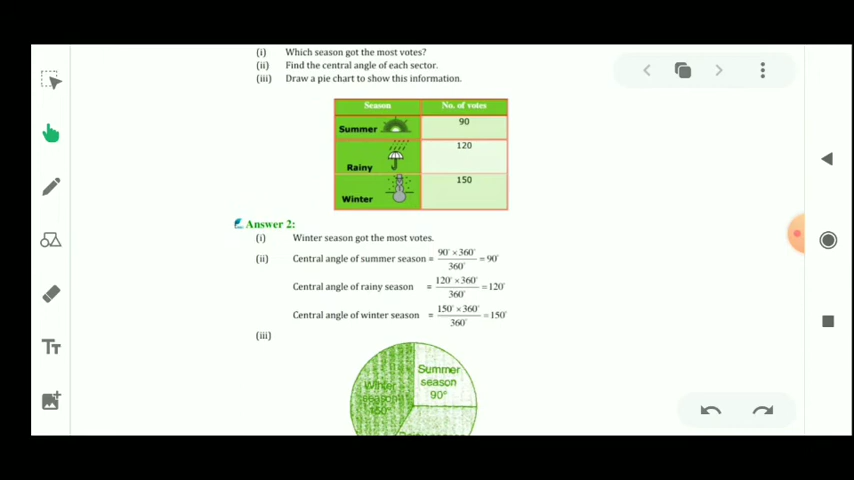 (i) Which season got the most votes?
(ii) Find the central angle of each sector.
(iii) Draw a pie chart to show this information.
Season No. of votes
Summer 90
Rainy 120
Winter 150
Answer 2:
(i) Winter season got the most votes.
(ii) Central angle of summer season = 90° × 360° / 360° = 90°
Central angle of rainy season = 120° × 360° / 360° = 120°
Central angle of winter season = 150° × 360° / 360° = 150°
(iii)
Summer season 90°
Winter season 150°
Tт